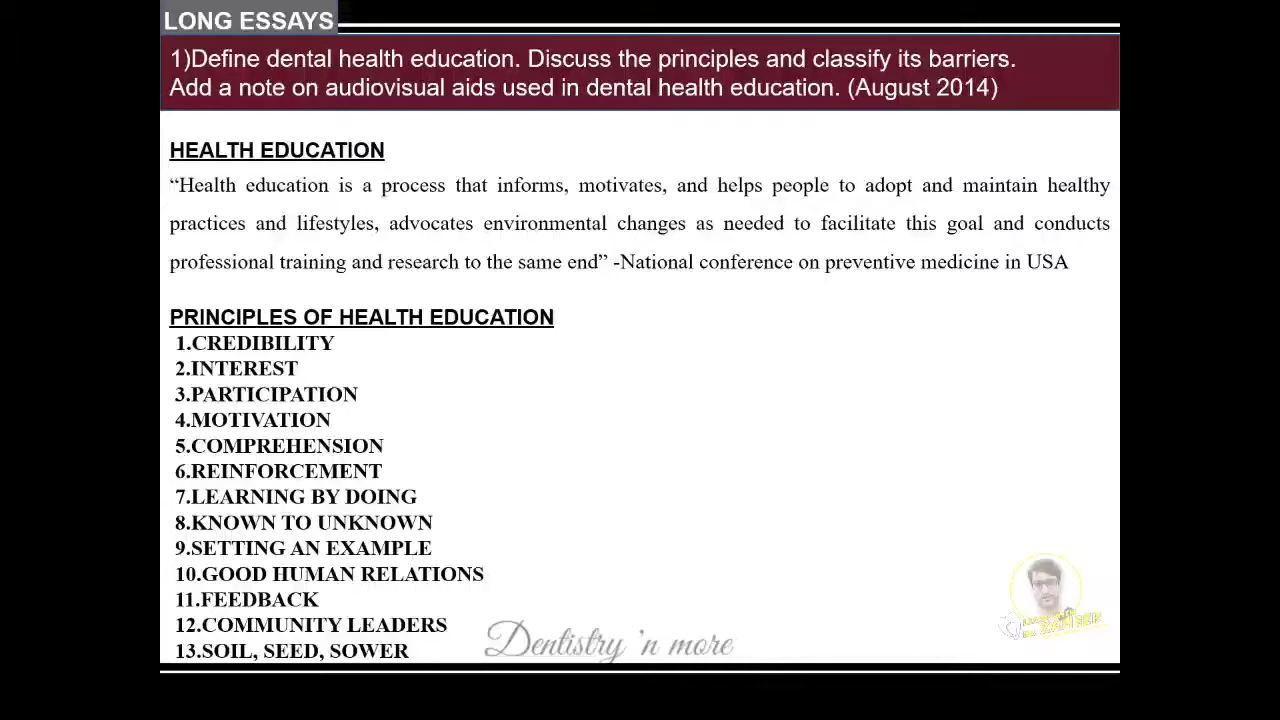 LONG ESSAYS
1)Define dental health education. Discuss the principles and classify its barriers.
Add a note on audiovisual aids used in dental health education. (August 2014)
HEALTH EDUCATION
“Health education is a process that informs, motivates, and helps people to adopt and maintain healthy
practices and lifestyles, advocates environmental changes as needed to facilitate this goal and conducts
professional training and research to the same end” -National conference on preventive medicine in USA
PRINCIPLES OF HEALTH EDUCATION
1.CREDIBILITY
2.INTEREST
3.PARTICIPATION
4.MOTIVATION
5.COMPREHENSION
6.REINFORCEMENT
7.LEARNING BY DOING
8.KNOWN TO UNKNOWN
9.SETTING AN EXAMPLE
10.GOOD HUMAN RELATIONS
11.FEEDBACK
12.COMMUNITY LEADERS
13.SOIL, SEED, SOWER
Dentistry 'n more